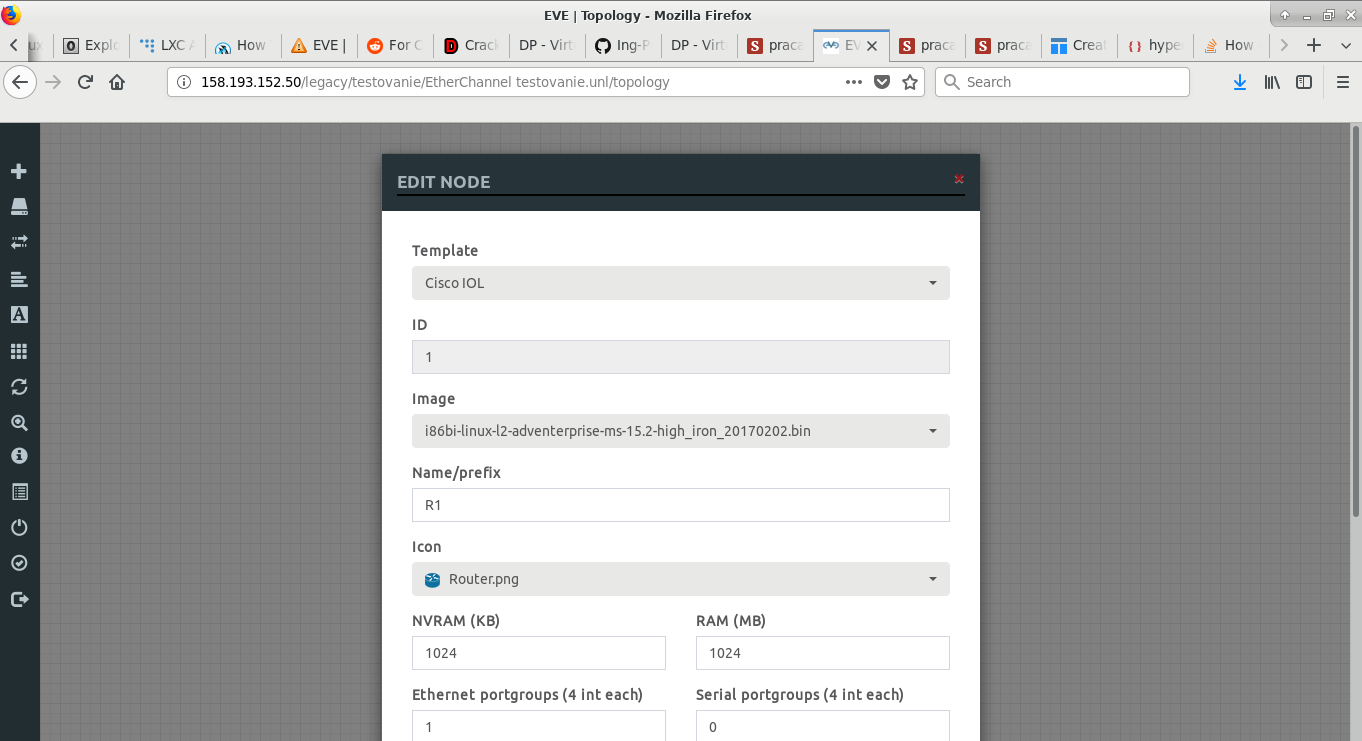 EVE | Topology - Mozilla Firefox
ux Explo LXC How EVE | For C Crack DP - Virt Ing-P DP - Virt praca EV praca praca Creat hype How
158.193.152.50/legacy/testovanie/EtherChannel testovanie.unl/topology
Search
EDIT NODE
Template
Cisco IOL
ID
1
Image
i86bi-linux-l2-adventerprise-ms-15.2-high_iron_20170202.bin
Name/prefix
R1
Icon
Router.png
NVRAM (KB) RAM (MB)
1024 1024
Ethernet portgroups (4 int each) Serial portgroups (4 int each)
1 0